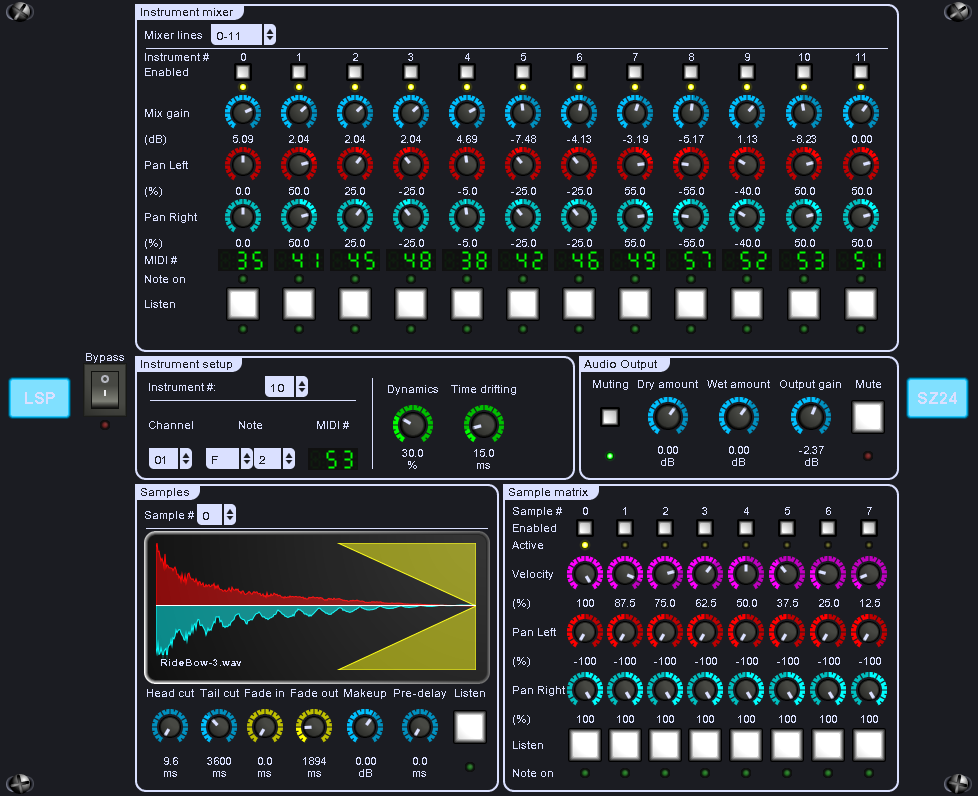 Instrument mixer
Mixer lines 0-11
Instrument # 0 1 2 3 4 5 6 7 8 9 10 11
Enabled
Mix gain
(dB) 5.09 2.04 2.04 2.04 4.69 -7.48 -4.13 -3.19 -5.17 1.13 -8.23 0.00
Pan Left
(%) 0.0 50.0 25.0 -25.0 -5.0 -25.0 -25.0 55.0 -55.0 -40.0 50.0 50.0
Pan Right
(%) 0.0 50.0 25.0 -25.0 -5.0 -25.0 -25.0 55.0 -55.0 -40.0 50.0 50.0
MIDI # 35 41 45 48 38 42 46 49 57 52 53 51
Note on
Listen
Bypass
LSP
SZ24
Instrument setup
Instrument #: 10
Channel Note MIDI #
01 F 2 53
Dynamics Time drifting
30.0 15.0
% ms
Audio Output
Muting Dry amount Wet amount Output gain Mute
0.00 0.00 -2.37
dB dB dB
Samples
Sample # 0
RideBow-3.wav
Head cut Tail cut Fade in Fade out Makeup Pre-delay Listen
9.6 3600 0.0 1894 0.00 0.0
ms ms ms ms dB ms
Sample matrix
Sample # 0 1 2 3 4 5 6 7
Enabled
Active
Velocity
(%) 100 87.5 75.0 62.5 50.0 37.5 25.0 12.5
Pan Left
(%) -100 -100 -100 -100 -100 -100 -100 -100
Pan Right
(%) 100 100 100 100 100 100 100 100
Listen
Note on